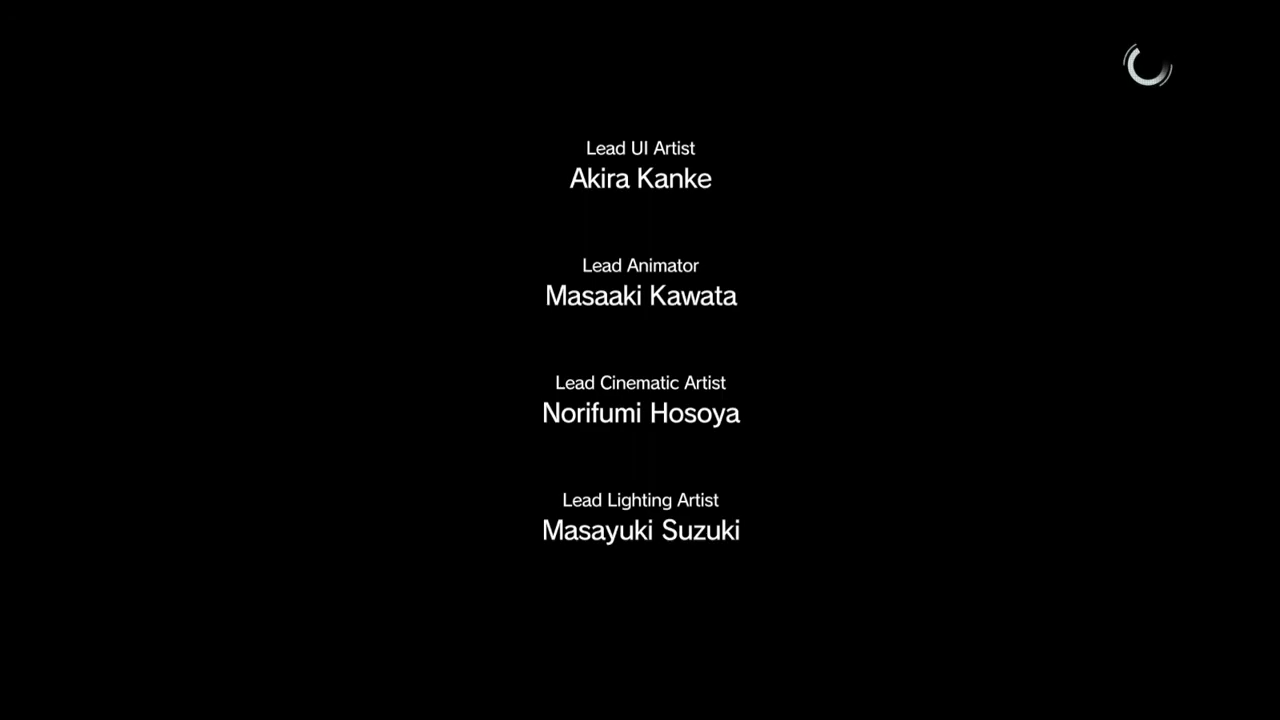 Lead UI Artist
Akira Kanke
Lead Animator
Masaaki Kawata
Lead Cinematic Artist
Norifumi Hosoya
Lead Lighting Artist
Masayuki Suzuki